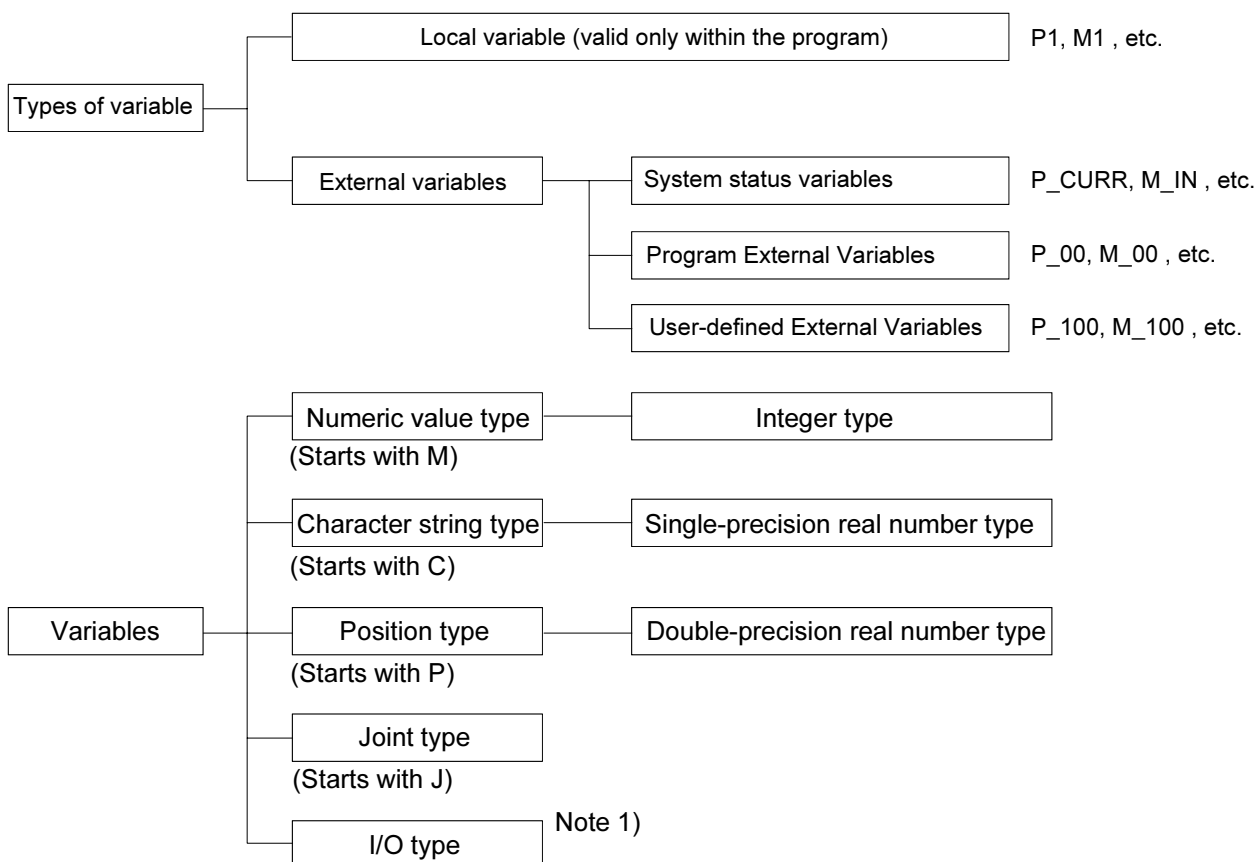 Local variable (valid only within the program)
P1, M1 , etc.
Types of variable
External variables
System status variables
P_CURR, M_IN , etc.
Program External Variables
P_00, M_00 , etc.
User-defined External Variables
P_100, M_100 , etc.
Numeric value type
Integer type
(Starts with M)
Character string type
Single-precision real number type
(Starts with C)
Variables
Position type
Double-precision real number type
(Starts with P)
Joint type
(Starts with J)
Note 1)
I/O type